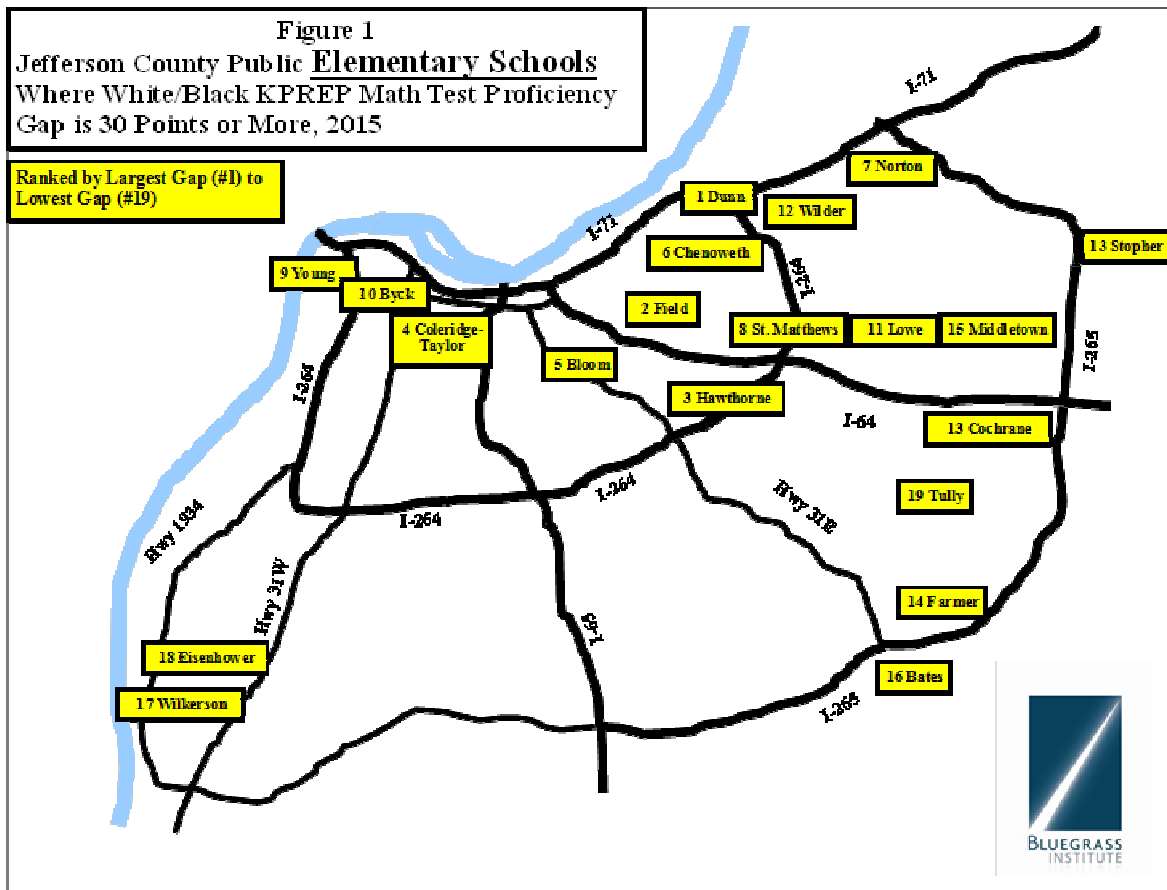 Figure 1
Jefferson County Public Elementary Schools
Where White/Black KPREP Math Test Proficiency
Gap is 30 Points or More, 2015
Ranked by Largest Gap (#1) to
Lowest Gap (#19)
I-71
7 Norton
1 Dunn
12 Wilder
I-71
6 Chenoweth
13 Stopher
9 Young
I-264
10 Byck
2 Field
4 Coleridge-
Taylor
8 St. Matthews
11 Lowe
15 Middletown
I-265
5 Bloom
I-264
3 Hawthorne
I-64
13 Cochrane
I-264
19 Tully
Hwy 31E
I-264
Hwy 1934
14 Farmer
Hwy 31W
I-65
18 Eisenhower
16 Bates
17 Wilkerson
I-265
BLUEGRASS
INSTITUTE